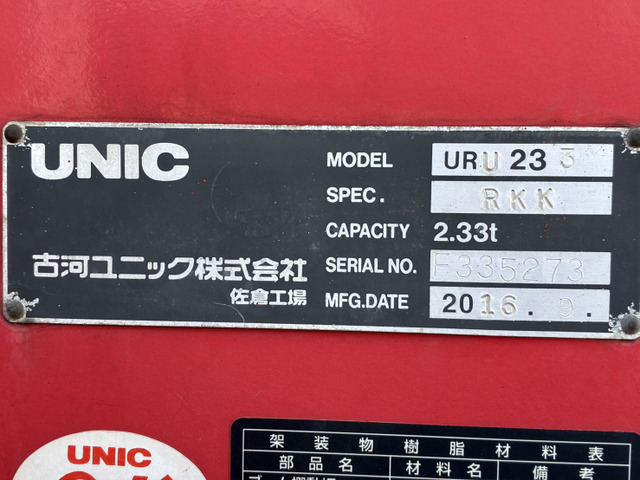 UNIC
MODEL URU233
SPEC. RKK
CAPACITY 2.33t
古河ユニック株式会社 SERIAL NO. F335273
佐倉工場 MFG.DATE 2016.9.
UNIC
架装物樹脂材料表
部品名 材料名 備考